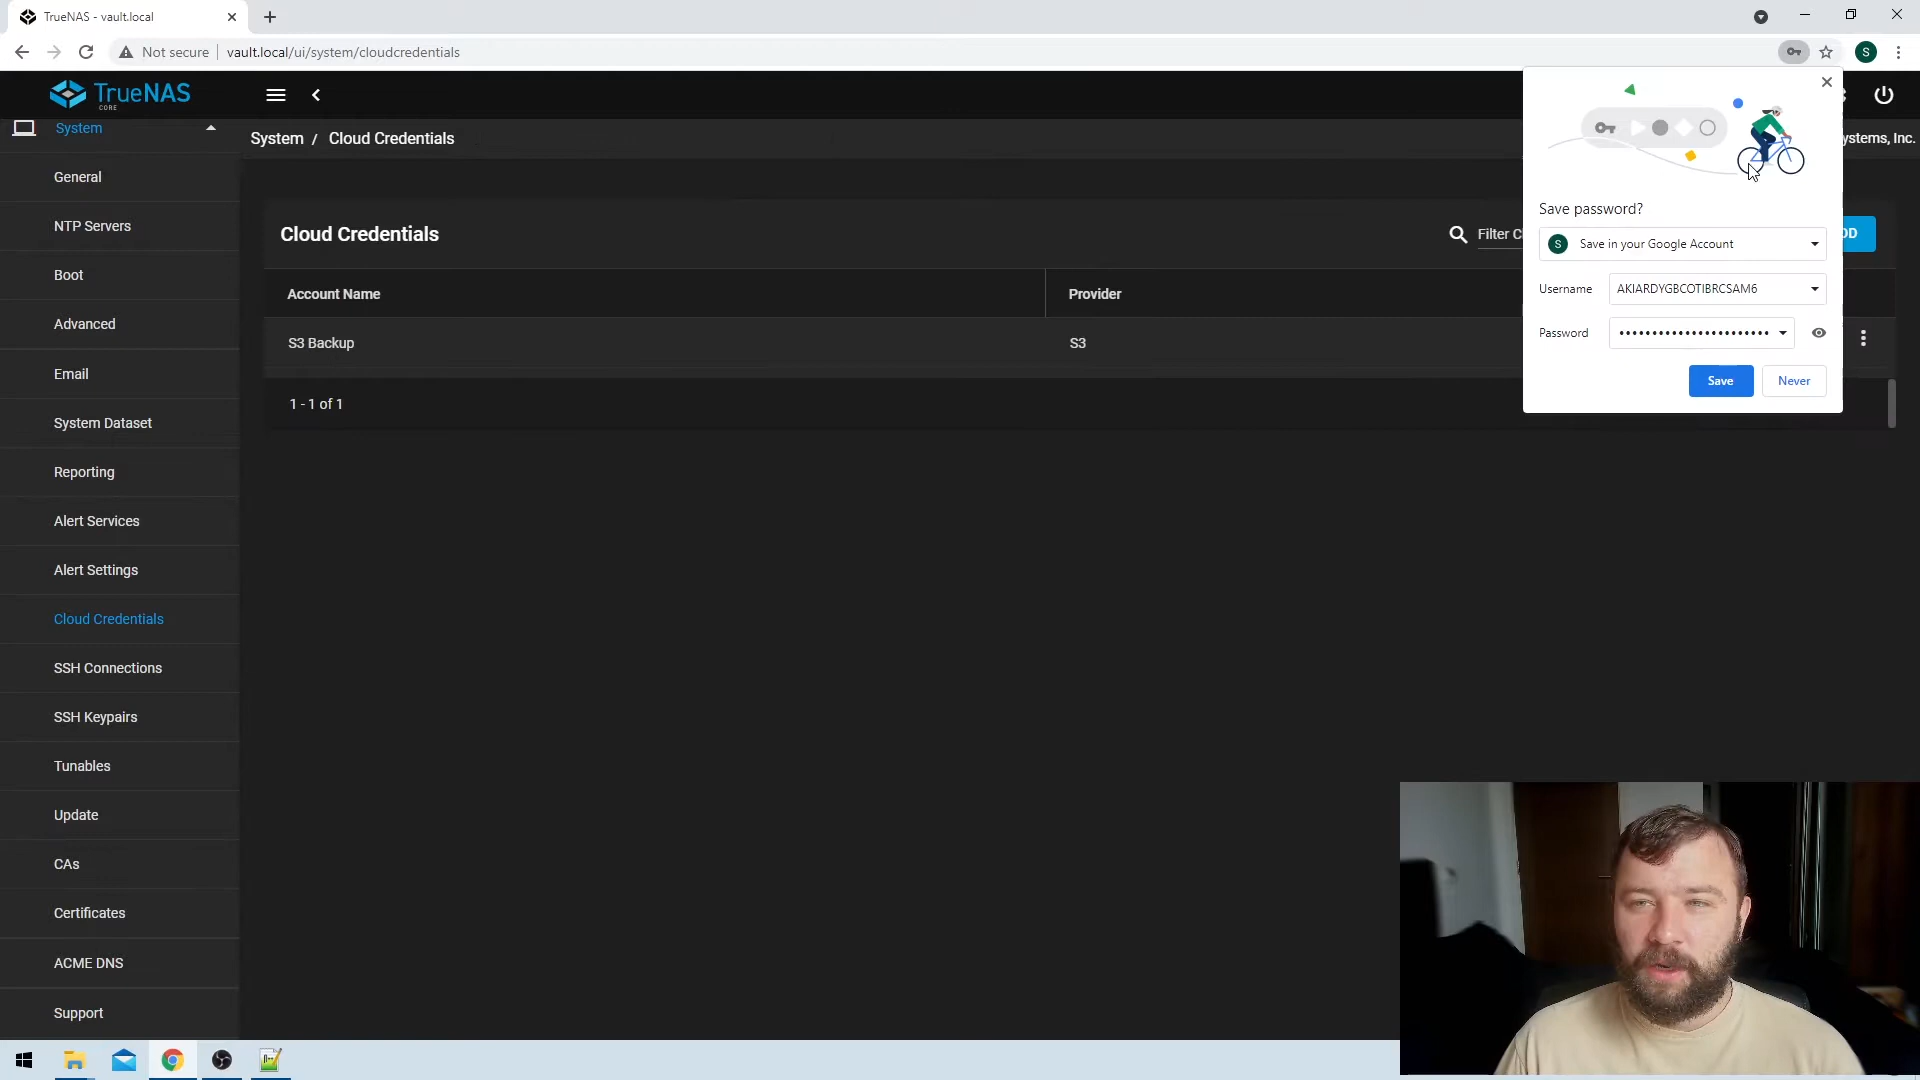 TrueNAS - vault.local
Not secure
vault.local/ui/system/cloudcredentials
S
TrueNAS
CORE
System
System / Cloud Credentials
ystems, Inc.
General
NTP Servers
Boot
Advanced
Email
System Dataset
Reporting
Alert Services
Alert Settings
Cloud Credentials
SSH Connections
SSH Keypairs
Tunables
Update
CAs
Certificates
ACME DNS
Support
Cloud Credentials
Filter C
DD
Account Name
Provider
S3 Backup
S3
1 - 1 of 1
Save password?
S
Save in your Google Account
Username
AKIARDYGBCOTIBRCSAM6
Password
•••••••••••••••••••••••
Save
Never